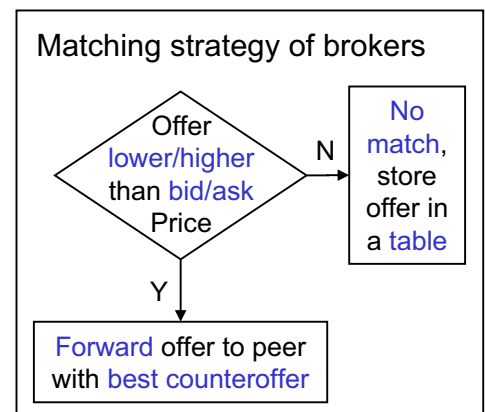 Matching strategy of brokers
Offer
lower/higher
than bid/ask
Price
N
No
match,
store
offer in
a table
Y
Forward offer to peer
with best counteroffer